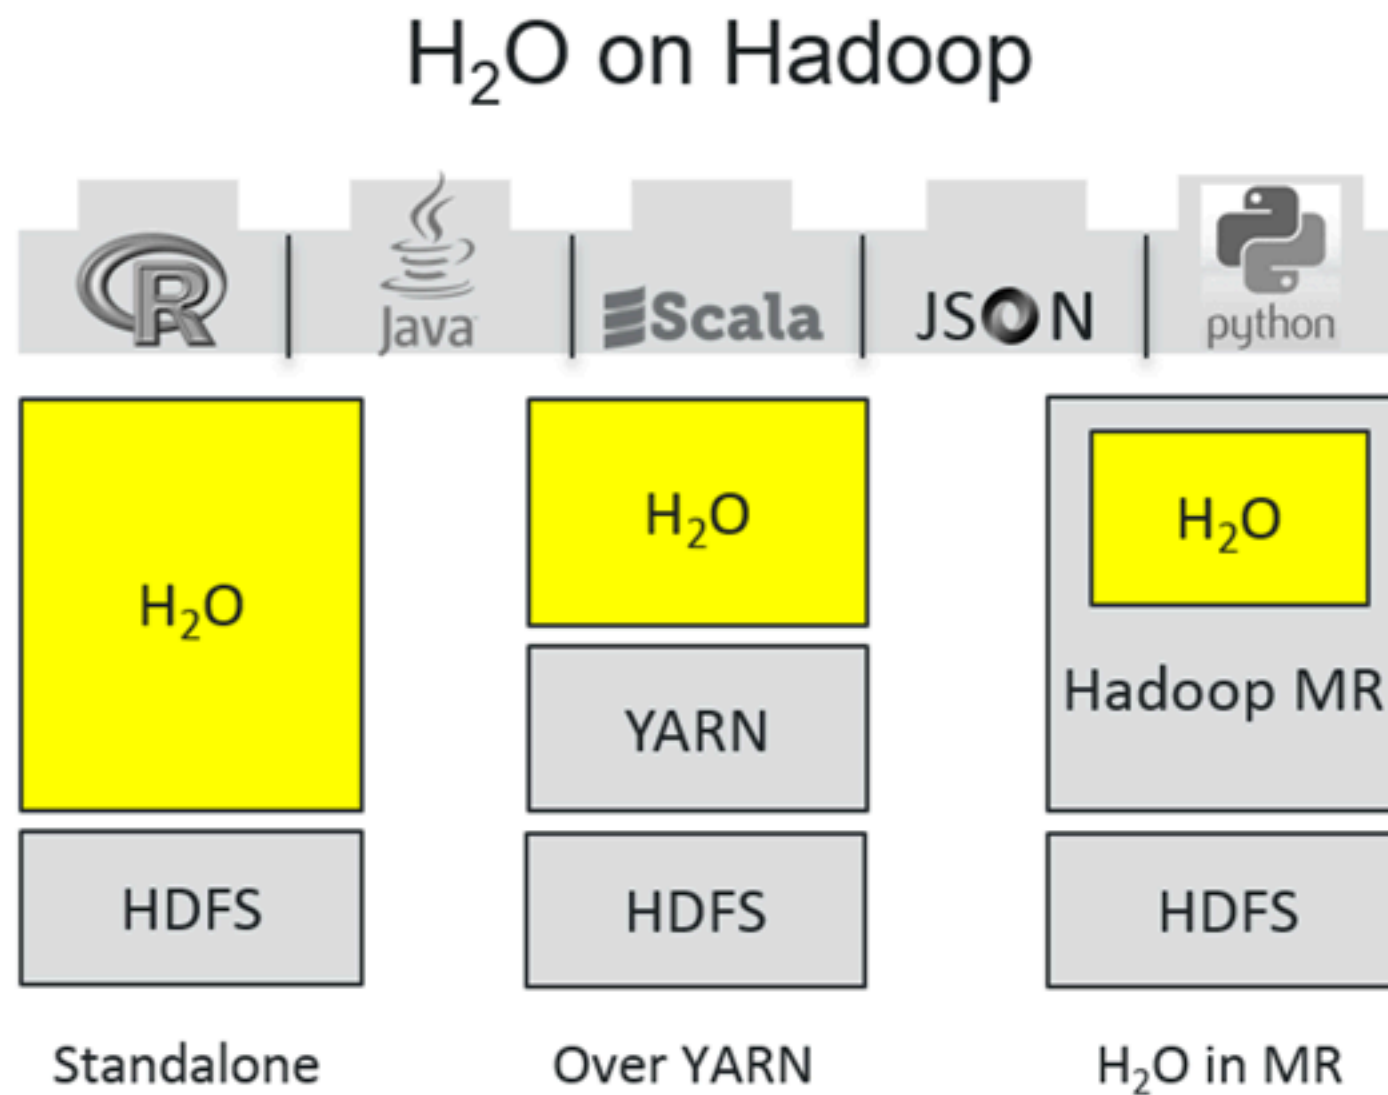 H₂O on Hadoop
R
Java
Scala
JSON
python
H₂O
H₂O
H₂O
YARN
Hadoop MR
HDFS
HDFS
HDFS
Standalone
Over YARN
H₂O in MR